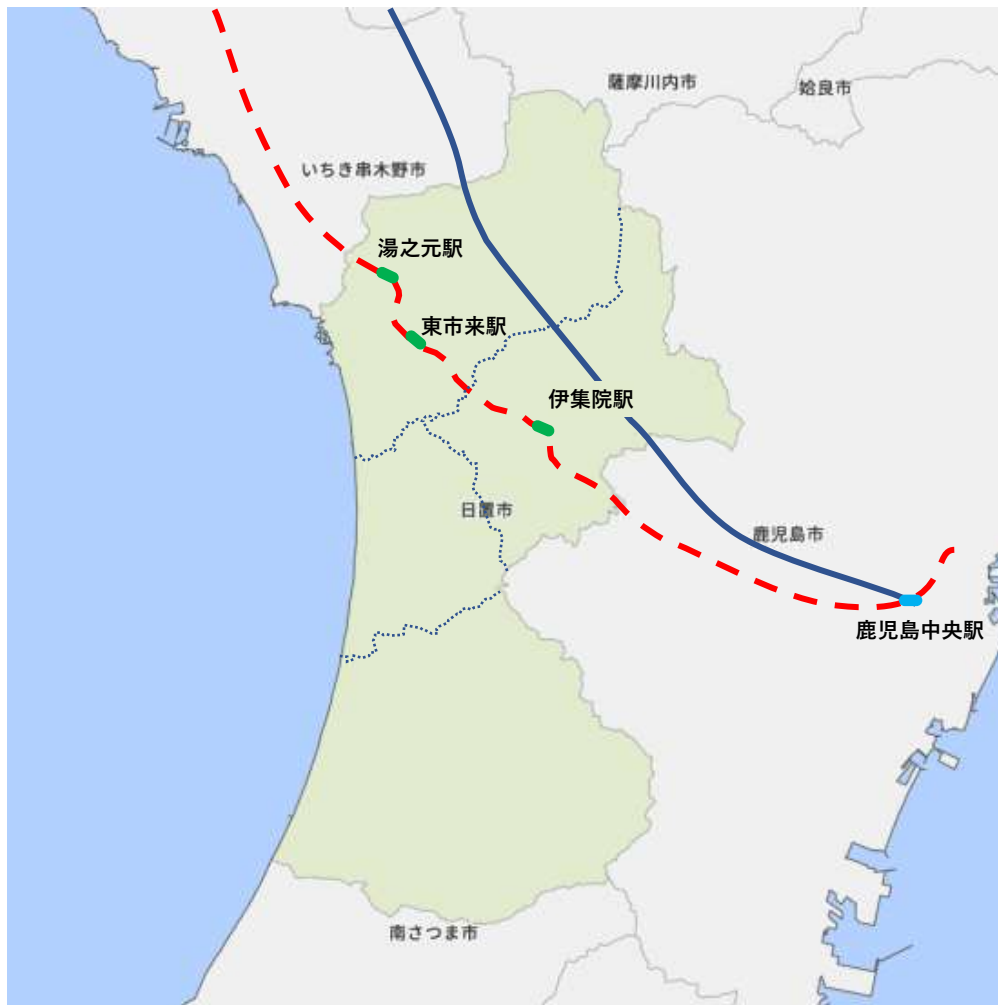 薩摩川内市
姶良市
いちき串木野市
湯之元駅
東市来駅
伊集院駅
日置市
鹿児島市
鹿児島中央駅
南さつま市